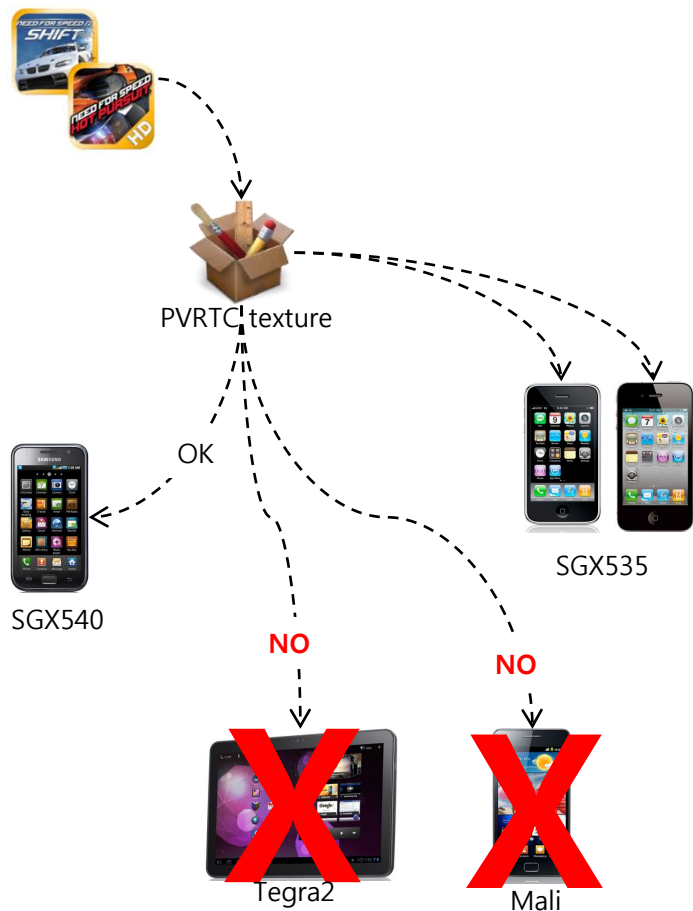 NEED FOR SPEED
SHIFT
NEED FOR SPEED
HOT PURSUIT
HD
PVRTC texture
OK
SAMSUNG
SGX535
SGX540
NO
NO
Tegra2
Mali